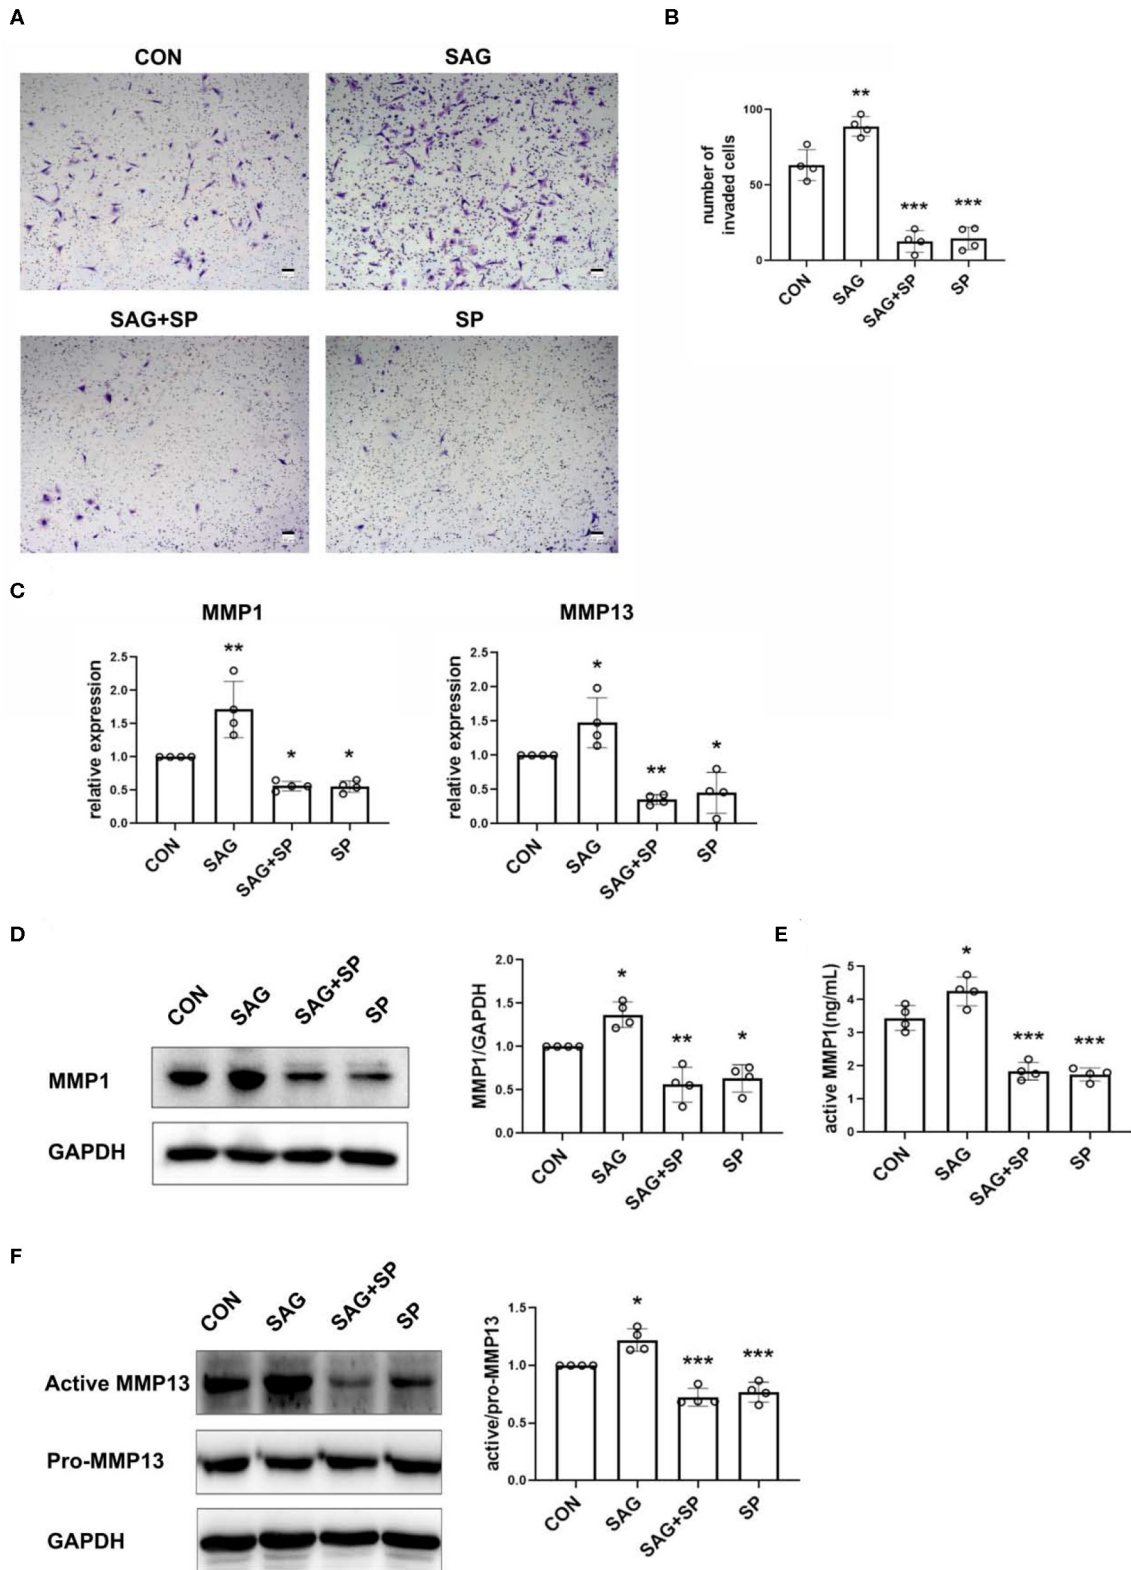 A
B
CON
SAG
SAG+SP
SP
number of
invaded cells
100
50
0
**
***
***
CON
SAG
SAG+SP
SP
C
MMP1
relative expression
2.5
2.0
1.5
1.0
0.5
0.0
**
*
*
CON
SAG
SAG+SP
SP
MMP13
relative expression
2.5
2.0
1.5
1.0
0.5
0.0
*
**
*
CON
SAG
SAG+SP
SP
D
CON
SAG
SAG+SP
SP
MMP1
GAPDH
MMP1/GAPDH
2.0
1.5
1.0
0.5
0.0
*
**
*
CON
SAG
SAG+SP
SP
E
active MMP1(ng/mL)
5
4
3
2
1
0
*
***
***
CON
SAG
SAG+SP
SP
F
CON
SAG
SAG+SP
SP
Active MMP13
Pro-MMP13
GAPDH
active/pro-MMP13
1.5
1.0
0.5
0.0
*
***
***
CON
SAG
SAG+SP
SP